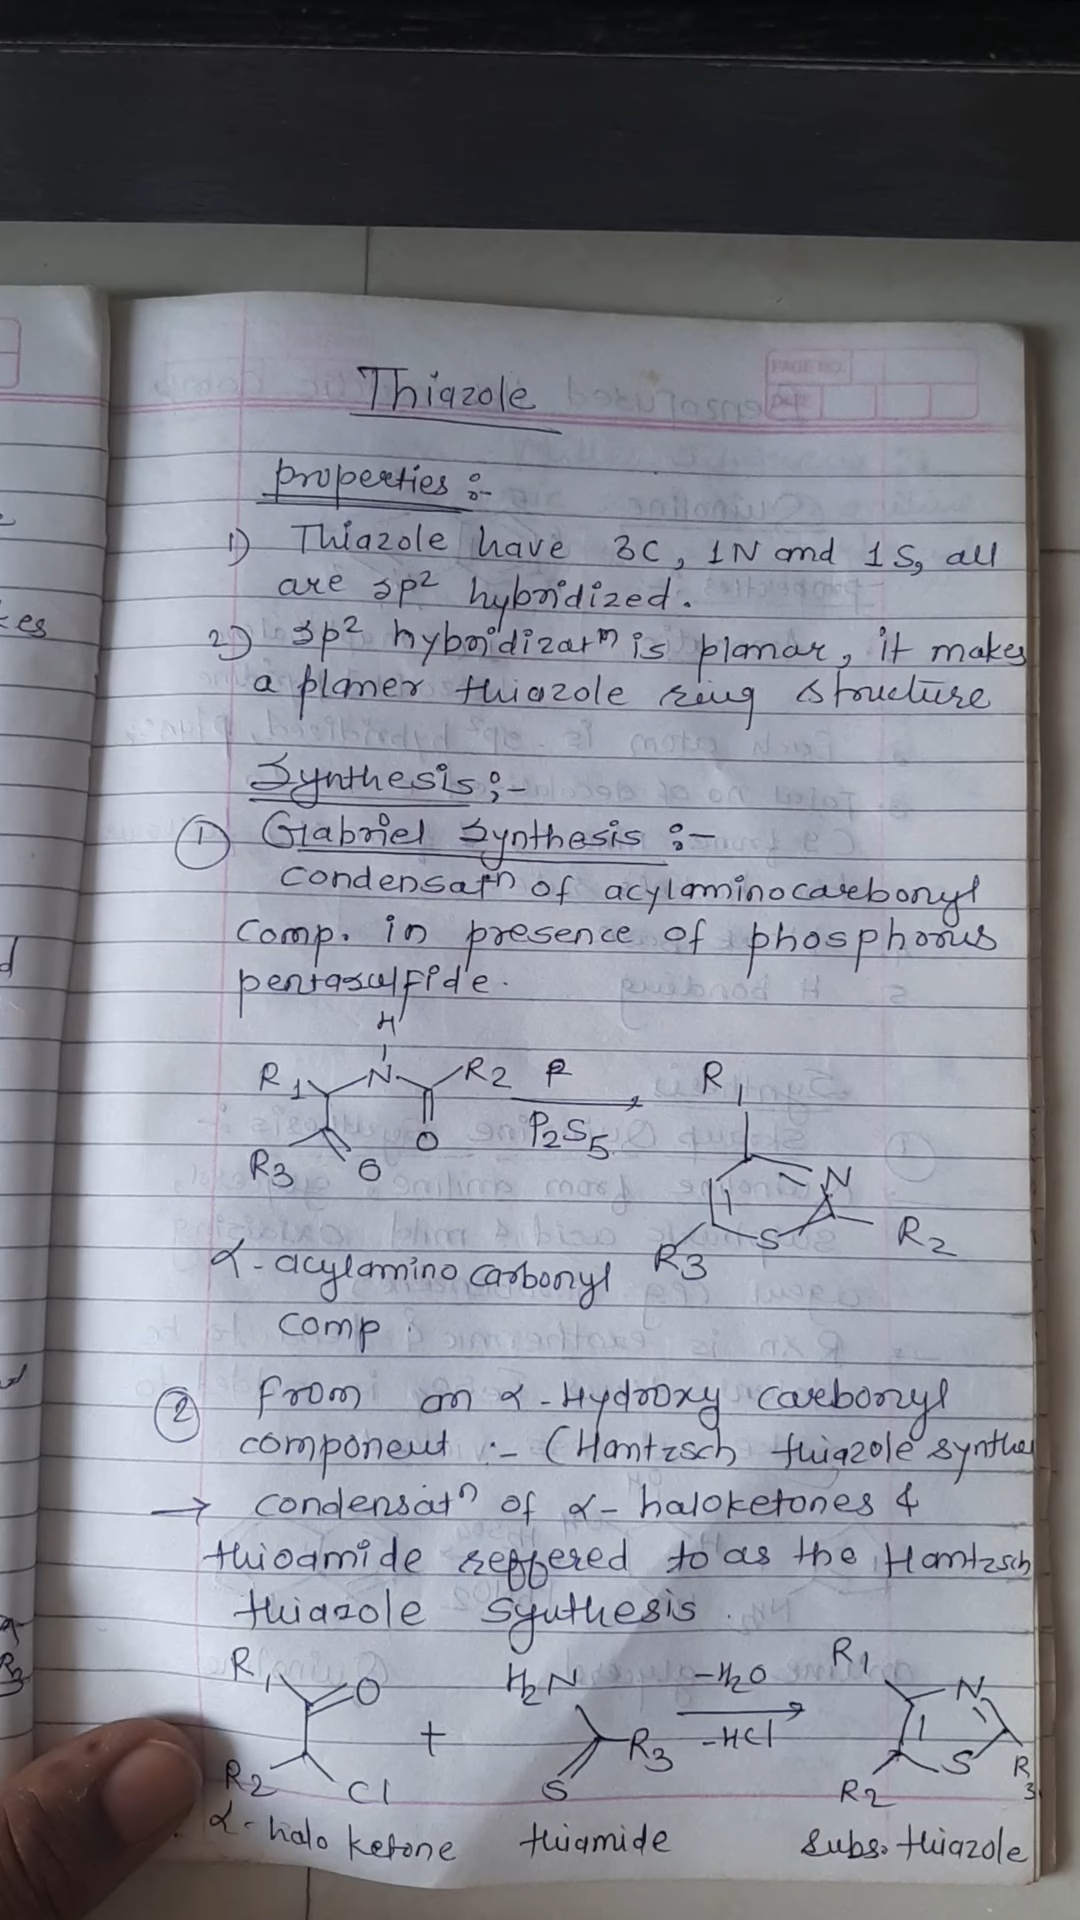 Thiazole
PAGE NO.
properties :-
1) Thiazole have 3C, 1N and 1S, all
are sp² hybridized.
2) sp² hybridizatⁿ is planar, it makes
a planer thiazole ring structure
Synthesis :-
① Gabriel Synthesis :-
condensatⁿ of acylaminocarbonyl
comp. in presence of phosphorus
pentasulfide.
H
R1 N R2 R1
P2S5
R3 O O N
R3 S R2
α-acylamino carbonyl
comp
② from an α-Hydroxy carbonyl
component :- (Hantzsch thiazole synthe
→ condensatⁿ of α-haloketones &
thioamide reffered to as the Hantzsch
thiazole synthesis.
R1 O H2N -H2O R1 N
+ R3 -HCl
R2 Cl S R2 S R3
α-halo ketone thiamide subs. thiazole